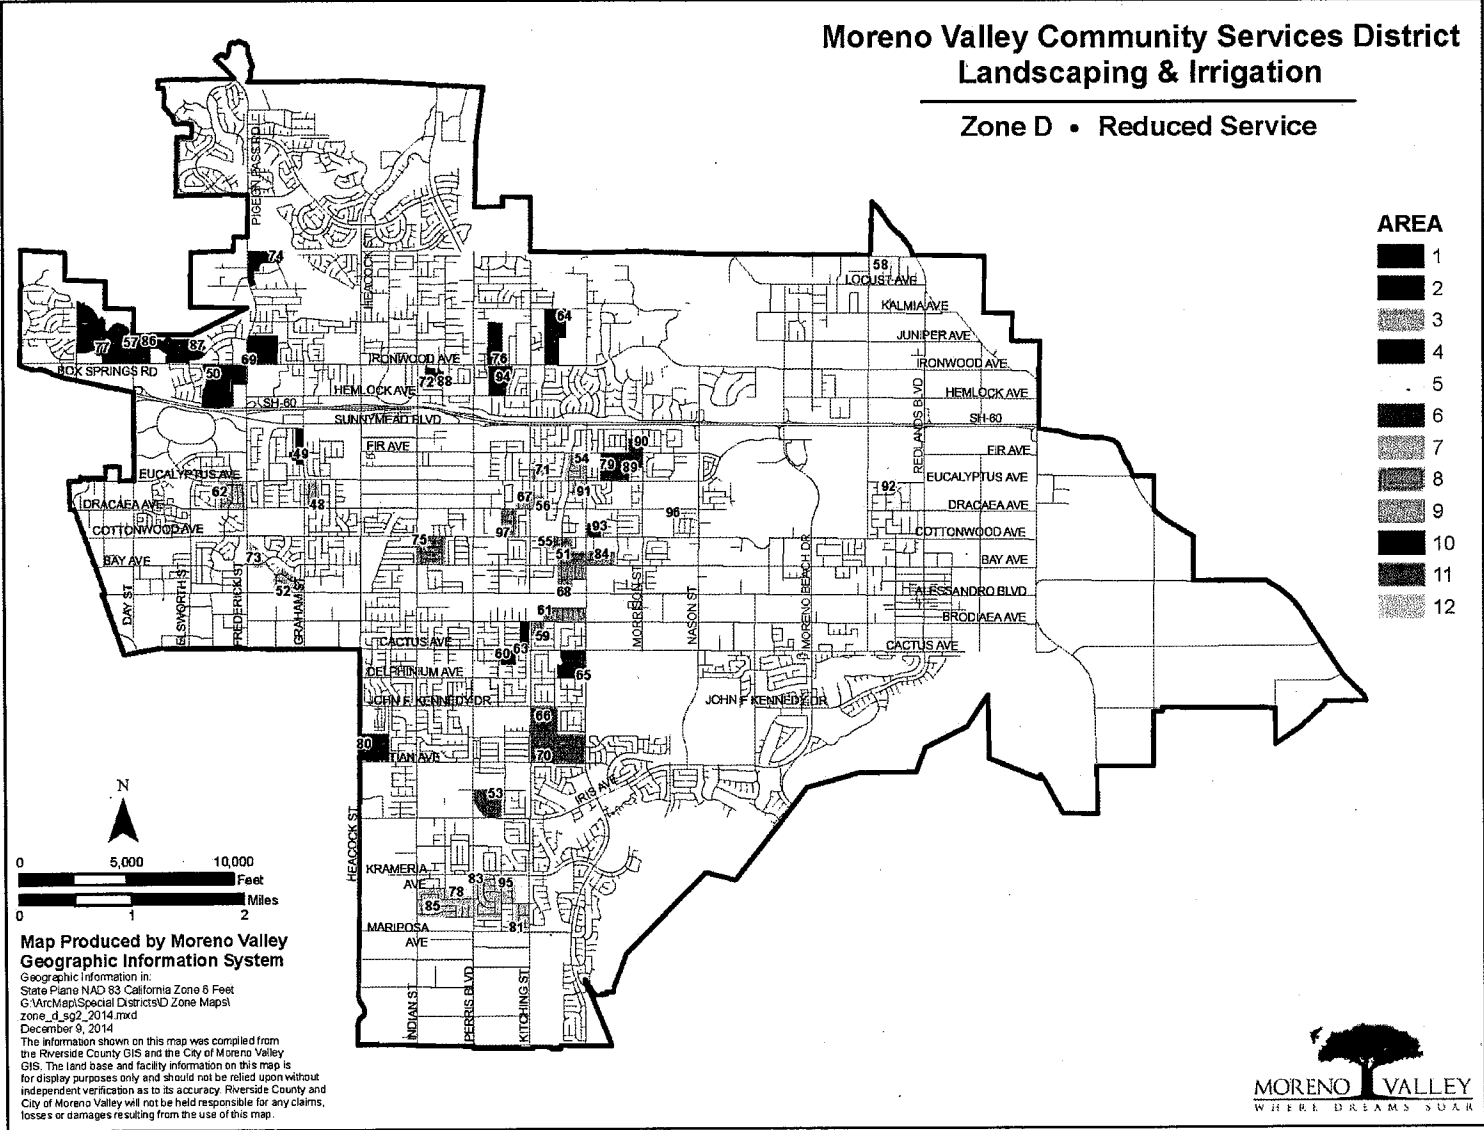 Moreno Valley Community Services District
Landscaping & Irrigation
Zone D • Reduced Service
AREA
1
2
3
4
5
6
7
8
9
10
11
12
PIGEON PASS RD
HEACOCK ST
74
58
LOCUST AVE
KALMIA AVE
64
JUNIPER AVE
77
57
86
87
69
IRONWOOD AVE
76
IRONWOOD AVE
BOX SPRINGS RD
50
72
88
94
HEMLOCK AVE
HEMLOCK AVE
SH-60
SUNNYMEAD BLVD
SH-60
REDLANDS BLVD
FIR AVE
90
FIR AVE
49
54
79
89
71
EUCALYPTUS AVE
EUCALYPTUS AVE
62
91
92
DRACAEA AVE
48
67
56
DRACAEA AVE
96
COTTONWOOD AVE
97
93
COTTONWOOD AVE
75
55
BAY AVE
73
51
84
BAY AVE
52
68
ALESSANDRO BLVD
DAY ST
ELSWORTH ST
FREDERICK ST
GRAHAM ST
MORRISON ST
NASON ST
MORENO BEACH DR
61
BRODIAEA AVE
59
CACTUS AVE
60
63
CACTUS AVE
DELPHINIUM AVE
65
JOHN F KENNEDY DR
JOHN F KENNEDY DR
66
80
TIAN AVE
70
53
IRIS AVE
HEACOCK ST
KRAMERIA
AVE
83
95
78
85
81
MARIPOSA
AVE
INDIAN ST
PERRIS BLVD
KITCHING ST
N
0 5,000 10,000
Feet
Miles
0 1 2
Map Produced by Moreno Valley
Geographic Information System
Geographic Information in:
State Plane NAD 83 California Zone 6 Feet
G:\ArcMap\Special Districts\D Zone Maps\
zone_d_sg2_2014.mxd
December 9, 2014
The information shown on this map was compiled from
the Riverside County GIS and the City of Moreno Valley
GIS. The land base and facility information on this map is
for display purposes only and should not be relied upon without
independent verification as to its accuracy. Riverside County and
City of Moreno Valley will not be held responsible for any claims,
losses or damages resulting from the use of this map.
MORENO VALLEY
WHERE DREAMS SOAR